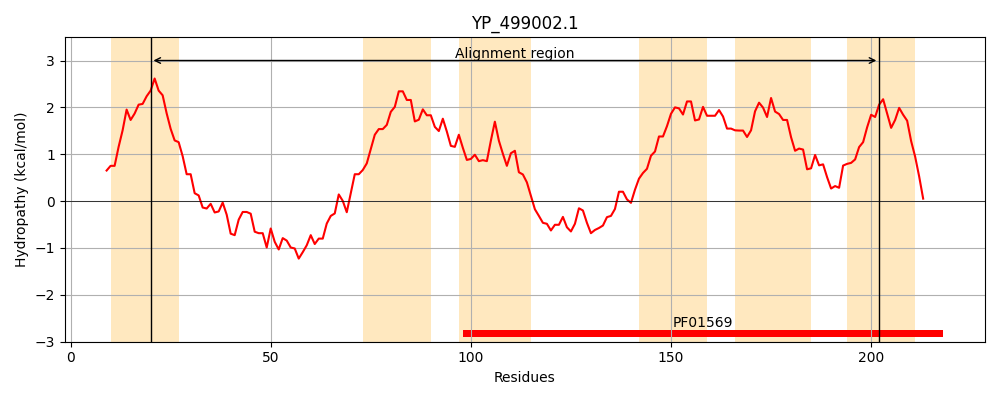 YP_499002.1
Alignment region
PF01569
Hydropathy (kcal/mol)
3
2
1
0
−1
−2
−3
0 50 100 150 200
Residues